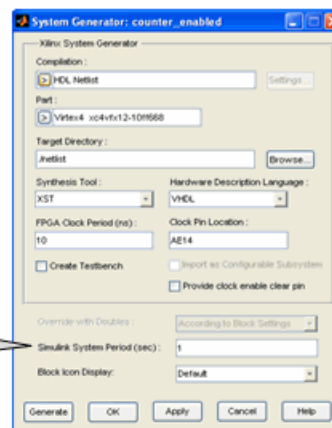 System Generator: counter_enabled
Xilinx System Generator
Compilation :
> HDL Netlist Settings...
Part :
> Virtex4 xc4vfx12-10ff668
Target Directory :
./netlist Browse...
Synthesis Tool : Hardware Description Language :
XST VHDL
FPGA Clock Period (ns) : Clock Pin Location :
10 AE14
Create Testbench Import as Configurable Subsystem
Provide clock enable clear pin
Override with Doubles : According to Block Settings
Simulink System Period (sec) : 1
Block Icon Display: Default
Generate OK Apply Cancel Help